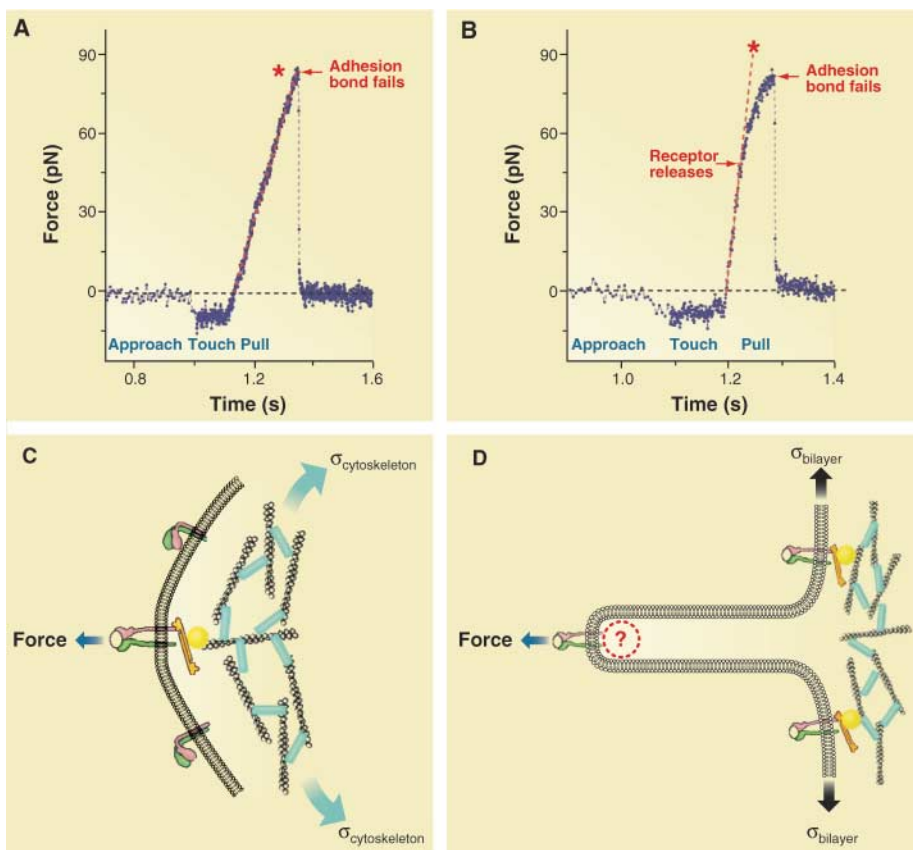 A
90
60
30
0
Force (pN)
*
Adhesion
bond fails
Approach Touch Pull
0.8
1.2
1.6
Time (s)
B
90
60
30
0
Force (pN)
*
Adhesion
bond fails
Receptor
releases
Approach Touch Pull
1.0
1.2
1.4
Time (s)
C
σcytoskeleton
Force
σcytoskeleton
D
σbilayer
Force
?
σbilayer